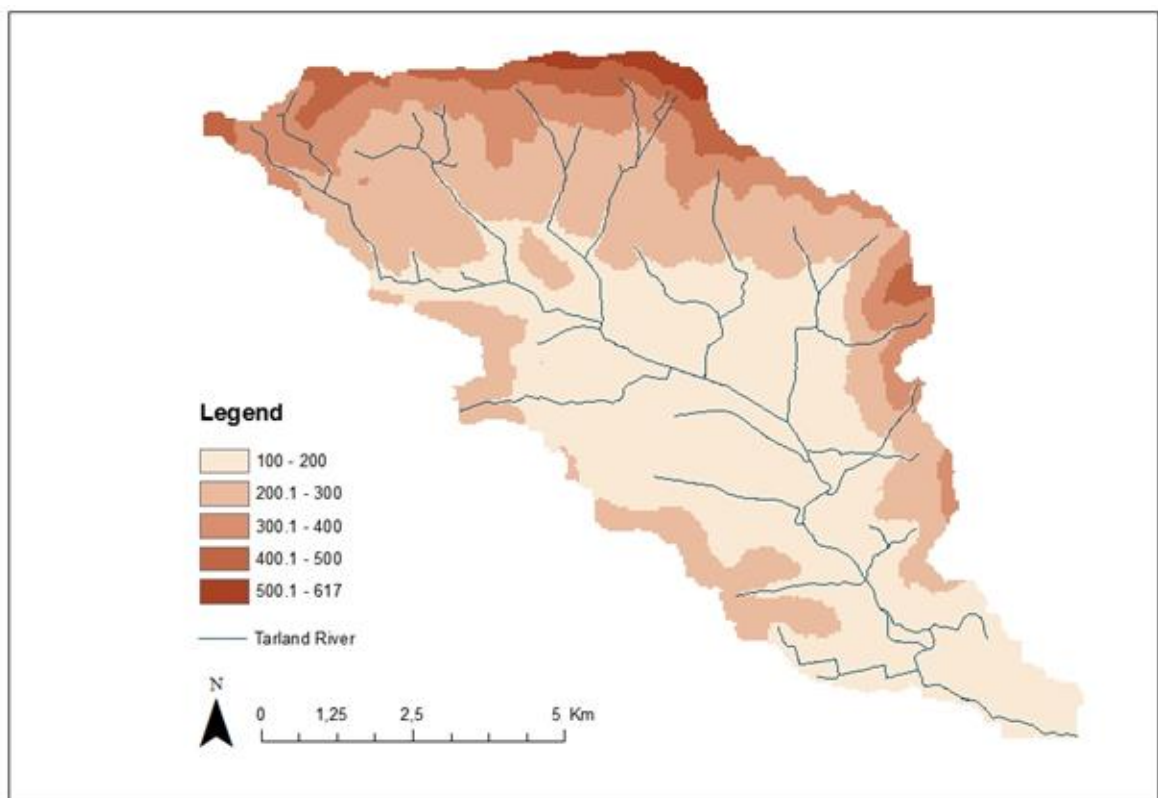 Legend
100 - 200
200.1 - 300
300.1 - 400
400.1 - 500
500.1 - 617
Tarland River
N
0 1,25 2,5 5 Km